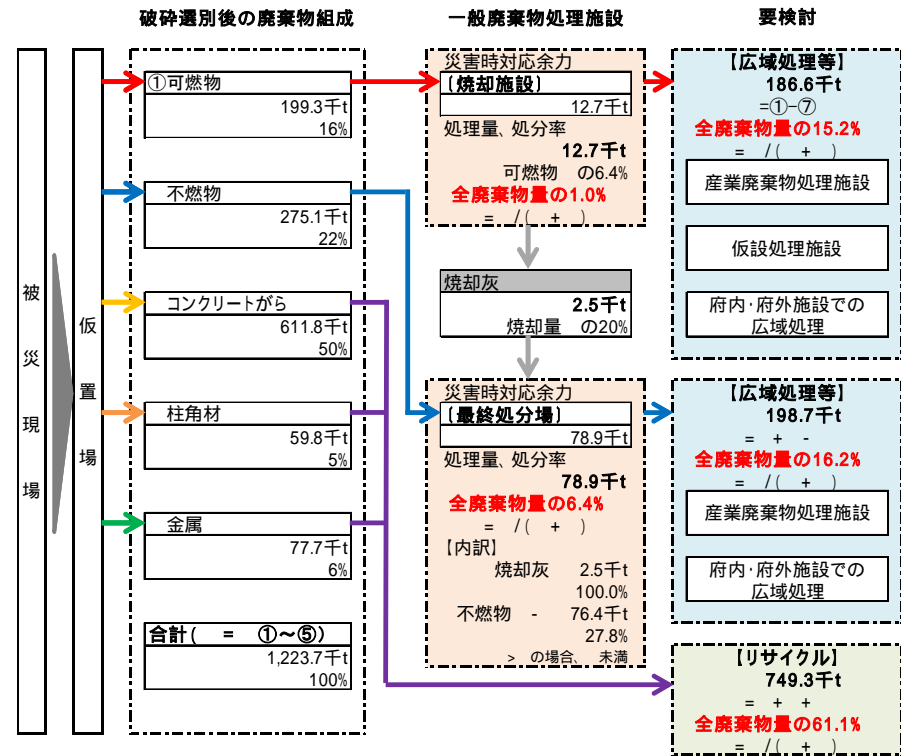 破砕選別後の廃棄物組成
一般廃棄物処理施設
要検討
被災現場
仮置場
①可燃物
199.3千t
16%
不燃物
275.1千t
22%
コンクリートがら
611.8千t
50%
柱角材
59.8千t
5%
金属
77.7千t
6%
合計( = ①~⑤)
1,223.7千t
100%
災害時対応余力
〔焼却施設〕
12.7千t
処理量、処分率
12.7千t
可燃物 の6.4%
全廃棄物量の1.0%
= /( + )
焼却灰
2.5千t
焼却量 の20%
災害時対応余力
〔最終処分場〕
78.9千t
処理量、処分率
78.9千t
全廃棄物量の6.4%
= /( + )
【内訳】
焼却灰 2.5千t
100.0%
不燃物 - 76.4千t
27.8%
> の場合、 未満
【広域処理等】
186.6千t
=①-⑦
全廃棄物量の15.2%
= /( + )
産業廃棄物処理施設
仮設処理施設
府内・府外施設での
広域処理
【広域処理等】
198.7千t
= + -
全廃棄物量の16.2%
= /( + )
産業廃棄物処理施設
府内・府外施設での
広域処理
【リサイクル】
749.3千t
= + +
全廃棄物量の61.1%
= /( + )